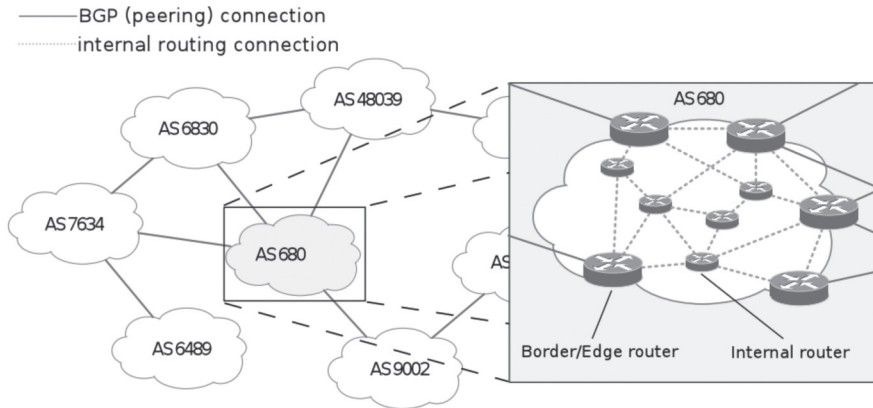 BGP (peering) connection
internal routing connection
AS 48039
AS 680
AS 6830
AS 7634
AS 680
AS 6489
AS 9002
Border/Edge router
Internal router